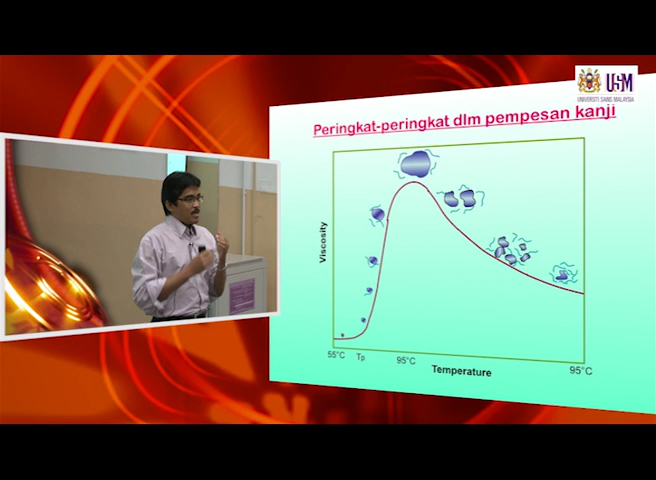 USM
UNIVERSITI SAINS MALAYSIA
Peringkat-peringkat dlm pempesan kanji
Viscosity
55°C Tp 95°C 95°C
Temperature